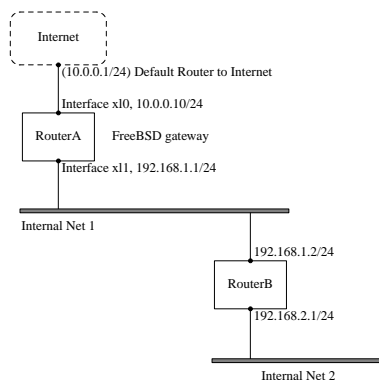 Internet
(10.0.0.1/24) Default Router to Internet
Interface xl0, 10.0.0.10/24
RouterA
FreeBSD gateway
Interface xl1, 192.168.1.1/24
Internal Net 1
192.168.1.2/24
RouterB
192.168.2.1/24
Internal Net 2